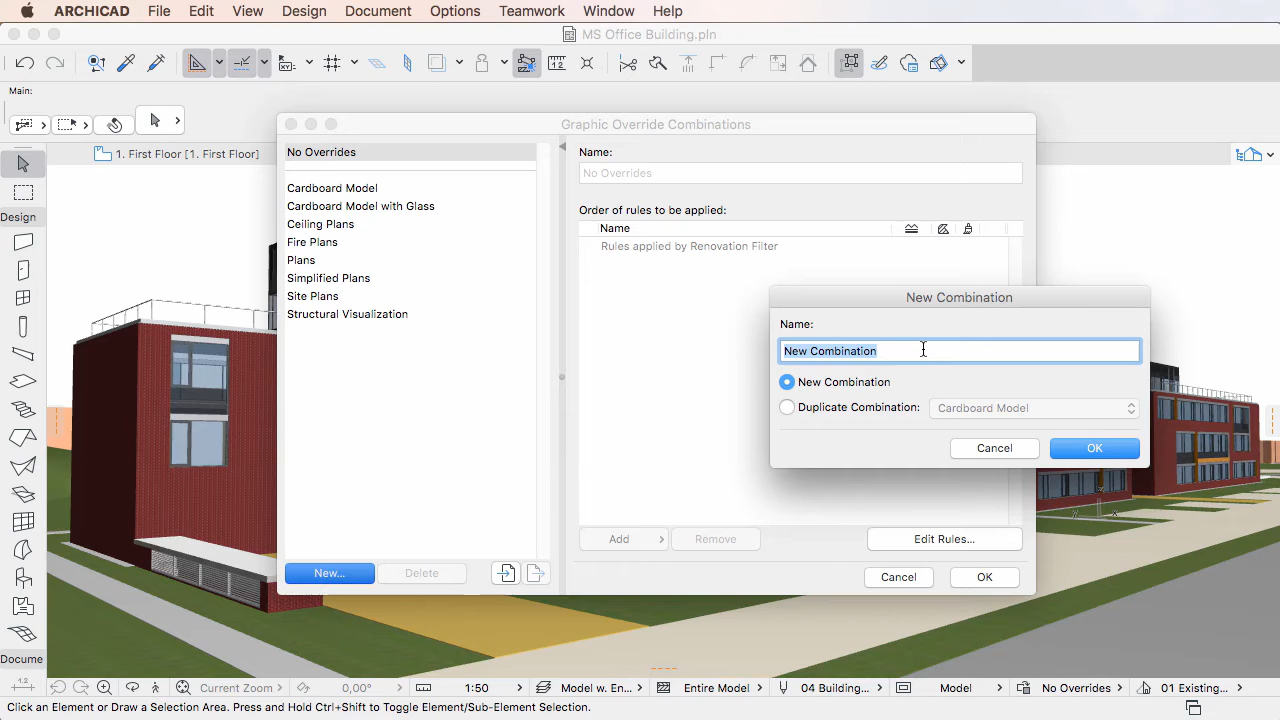 ARCHICAD File Edit View Design Document Options Teamwork Window Help
MS Office Building.pln
Main:
1. First Floor [1. First Floor]
Graphic Override Combinations
No Overrides
Cardboard Model
Cardboard Model with Glass
Ceiling Plans
Fire Plans
Plans
Simplified Plans
Site Plans
Structural Visualization
New...
Delete
Name:
No Overrides
Order of rules to be applied:
Name
Rules applied by Renovation Filter
Add
Remove
Edit Rules...
Cancel
OK
New Combination
Name:
New Combination
New Combination
Duplicate Combination: Cardboard Model
Cancel
OK
Design
Docume
1.2
Current Zoom
0,00°
1:50
Model w. En...
Entire Model
04 Building...
Model
No Overrides
01 Existing...
Click an Element or Draw a Selection Area. Press and Hold Ctrl+Shift to Toggle Element/Sub-Element Selection.